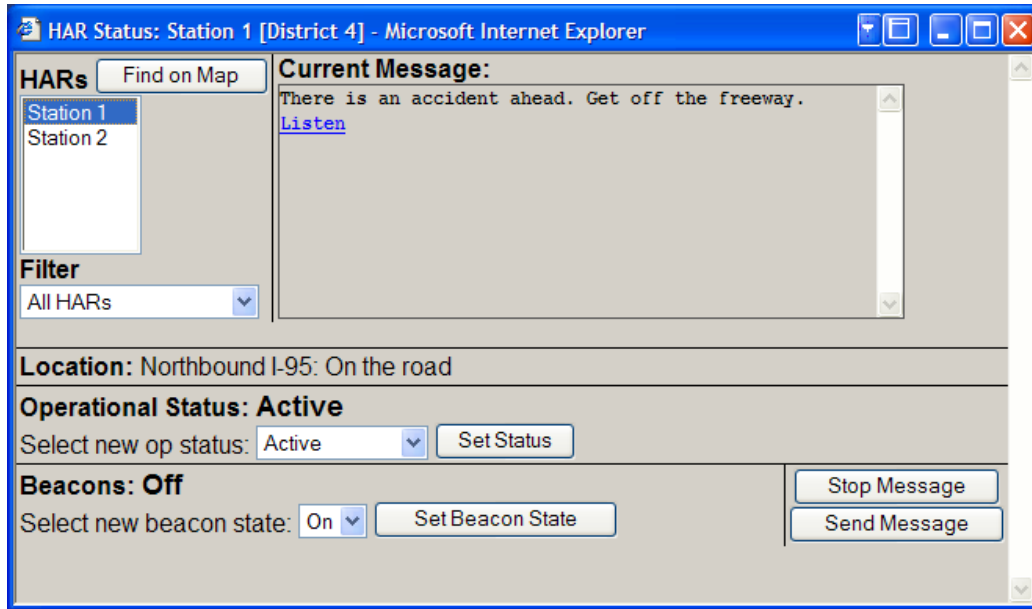 HAR Status: Station 1 [District 4] - Microsoft Internet Explorer
HARs Find on Map
Station 1
Station 2
Filter
All HARs
Current Message:
There is an accident ahead. Get off the freeway.
Listen
Location: Northbound I-95: On the road
Operational Status: Active
Select new op status: Active Set Status
Beacons: Off
Select new beacon state: On Set Beacon State
Stop Message
Send Message